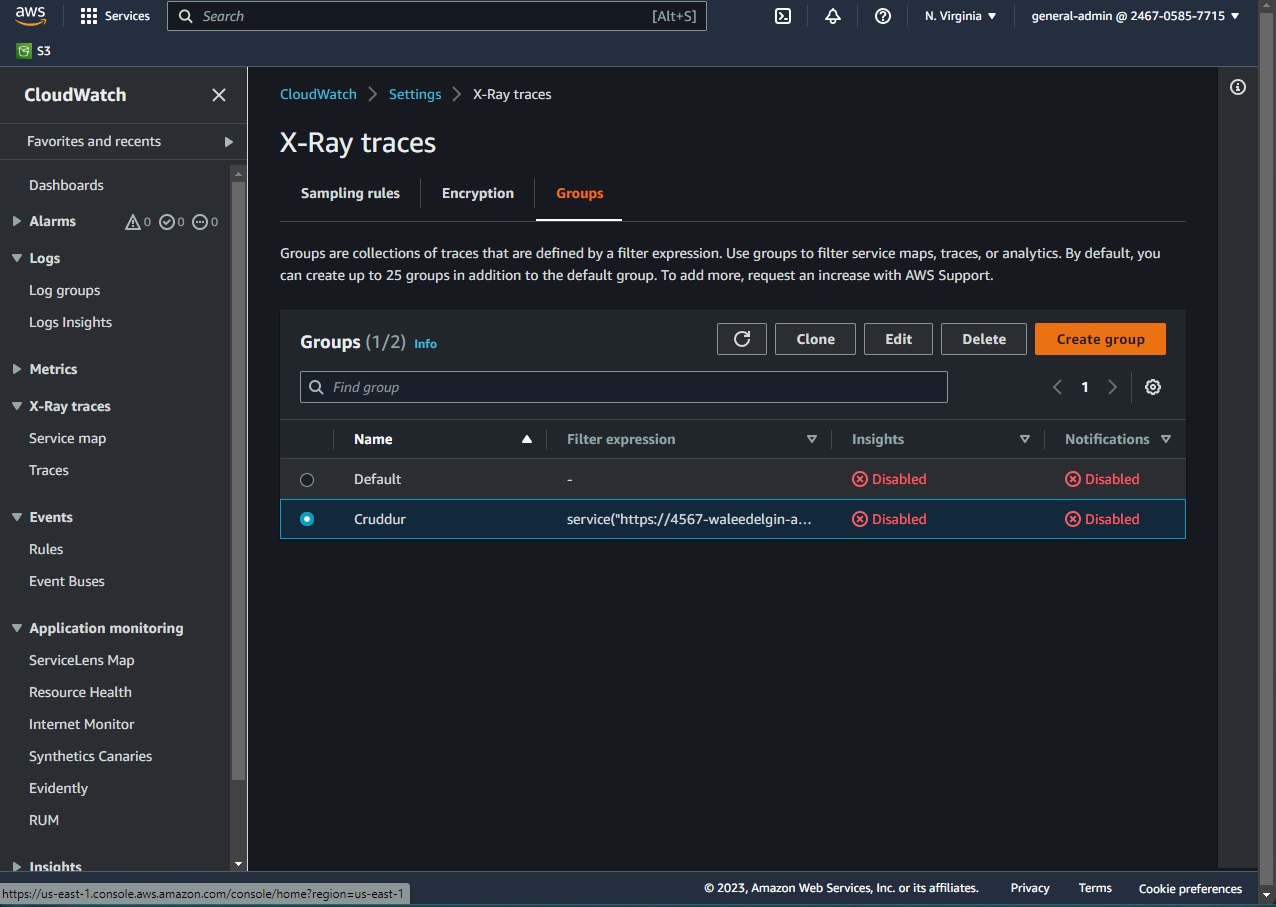 aws
Services
Search
[Alt+S]
N. Virginia
general-admin @ 2467-0585-7715
S3
CloudWatch
Favorites and recents
Dashboards
Alarms
0
0
0
Logs
Log groups
Logs Insights
Metrics
X-Ray traces
Service map
Traces
Events
Rules
Event Buses
Application monitoring
ServiceLens Map
Resource Health
Internet Monitor
Synthetics Canaries
Evidently
RUM
Insights
https://us-east-1.console.aws.amazon.com/console/home?region=us-east-1
CloudWatch
Settings
X-Ray traces
X-Ray traces
Sampling rules
Encryption
Groups
Groups are collections of traces that are defined by a filter expression. Use groups to filter service maps, traces, or analytics. By default, you
can create up to 25 groups in addition to the default group. To add more, request an increase with AWS Support.
Groups (1/2) Info
Clone
Edit
Delete
Create group
Find group
1
Name
Filter expression
Insights
Notifications
Default
-
Disabled
Disabled
Cruddur
service("https://4567-waleedelgin-a...
Disabled
Disabled
© 2023, Amazon Web Services, Inc. or its affiliates.
Privacy
Terms
Cookie preferences